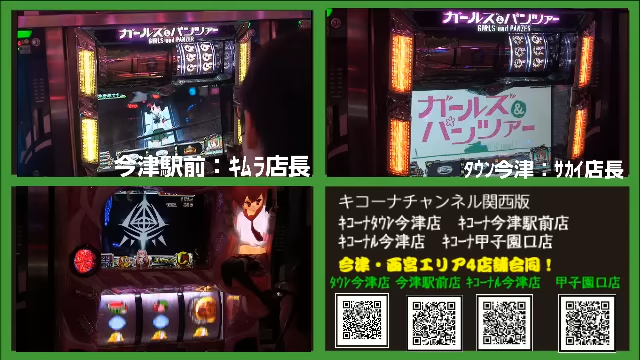 ガールズ&パンツァー
GIRLS und PANZER
今津駅前：ｷﾑﾗ店長
ガールズ&パンツァー
GIRLS und PANZER
ガールズ&
パンツァー
ﾀｳﾝ今津：ｻｶｲ店長
キコーナチャンネル関西版
ｷｺｰﾅﾀｳﾝ今津店 ｷｺｰﾅ今津駅前店
ｷｺｰﾅﾙ今津店 ｷｺｰﾅ甲子園口店
今津・西宮エリア4店舗合同！
ﾀｳﾝ今津店 今津駅前店 ｷｺｰﾅﾙ今津店 甲子園口店